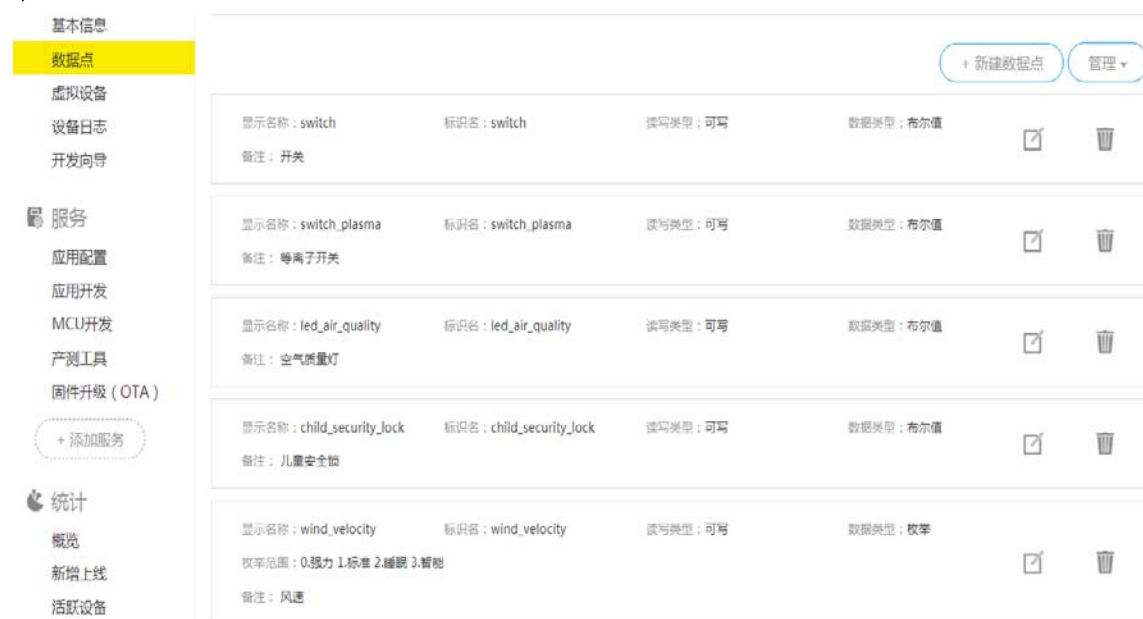 基本信息
数据点
虚拟设备
设备日志
开发向导
服务
应用配置
应用开发
MCU开发
产测工具
固件升级（OTA）
+ 添加服务
统计
概览
新增上线
活跃设备
+ 新建数据点 管理
显示名称：switch 标识名：switch 读写类型：可写 数据类型：布尔值
备注：开关
显示名称：switch_plasma 标识名：switch_plasma 读写类型：可写 数据类型：布尔值
备注：等离子开关
显示名称：led_air_quality 标识名：led_air_quality 读写类型：可写 数据类型：布尔值
备注：空气质量灯
显示名称：child_security_lock 标识名：child_security_lock 读写类型：可写 数据类型：布尔值
备注：儿童安全锁
显示名称：wind_velocity 标识名：wind_velocity 读写类型：可写 数据类型：枚举
枚举范围：0.强力 1.标准 2.睡眠 3.智能
备注：风速